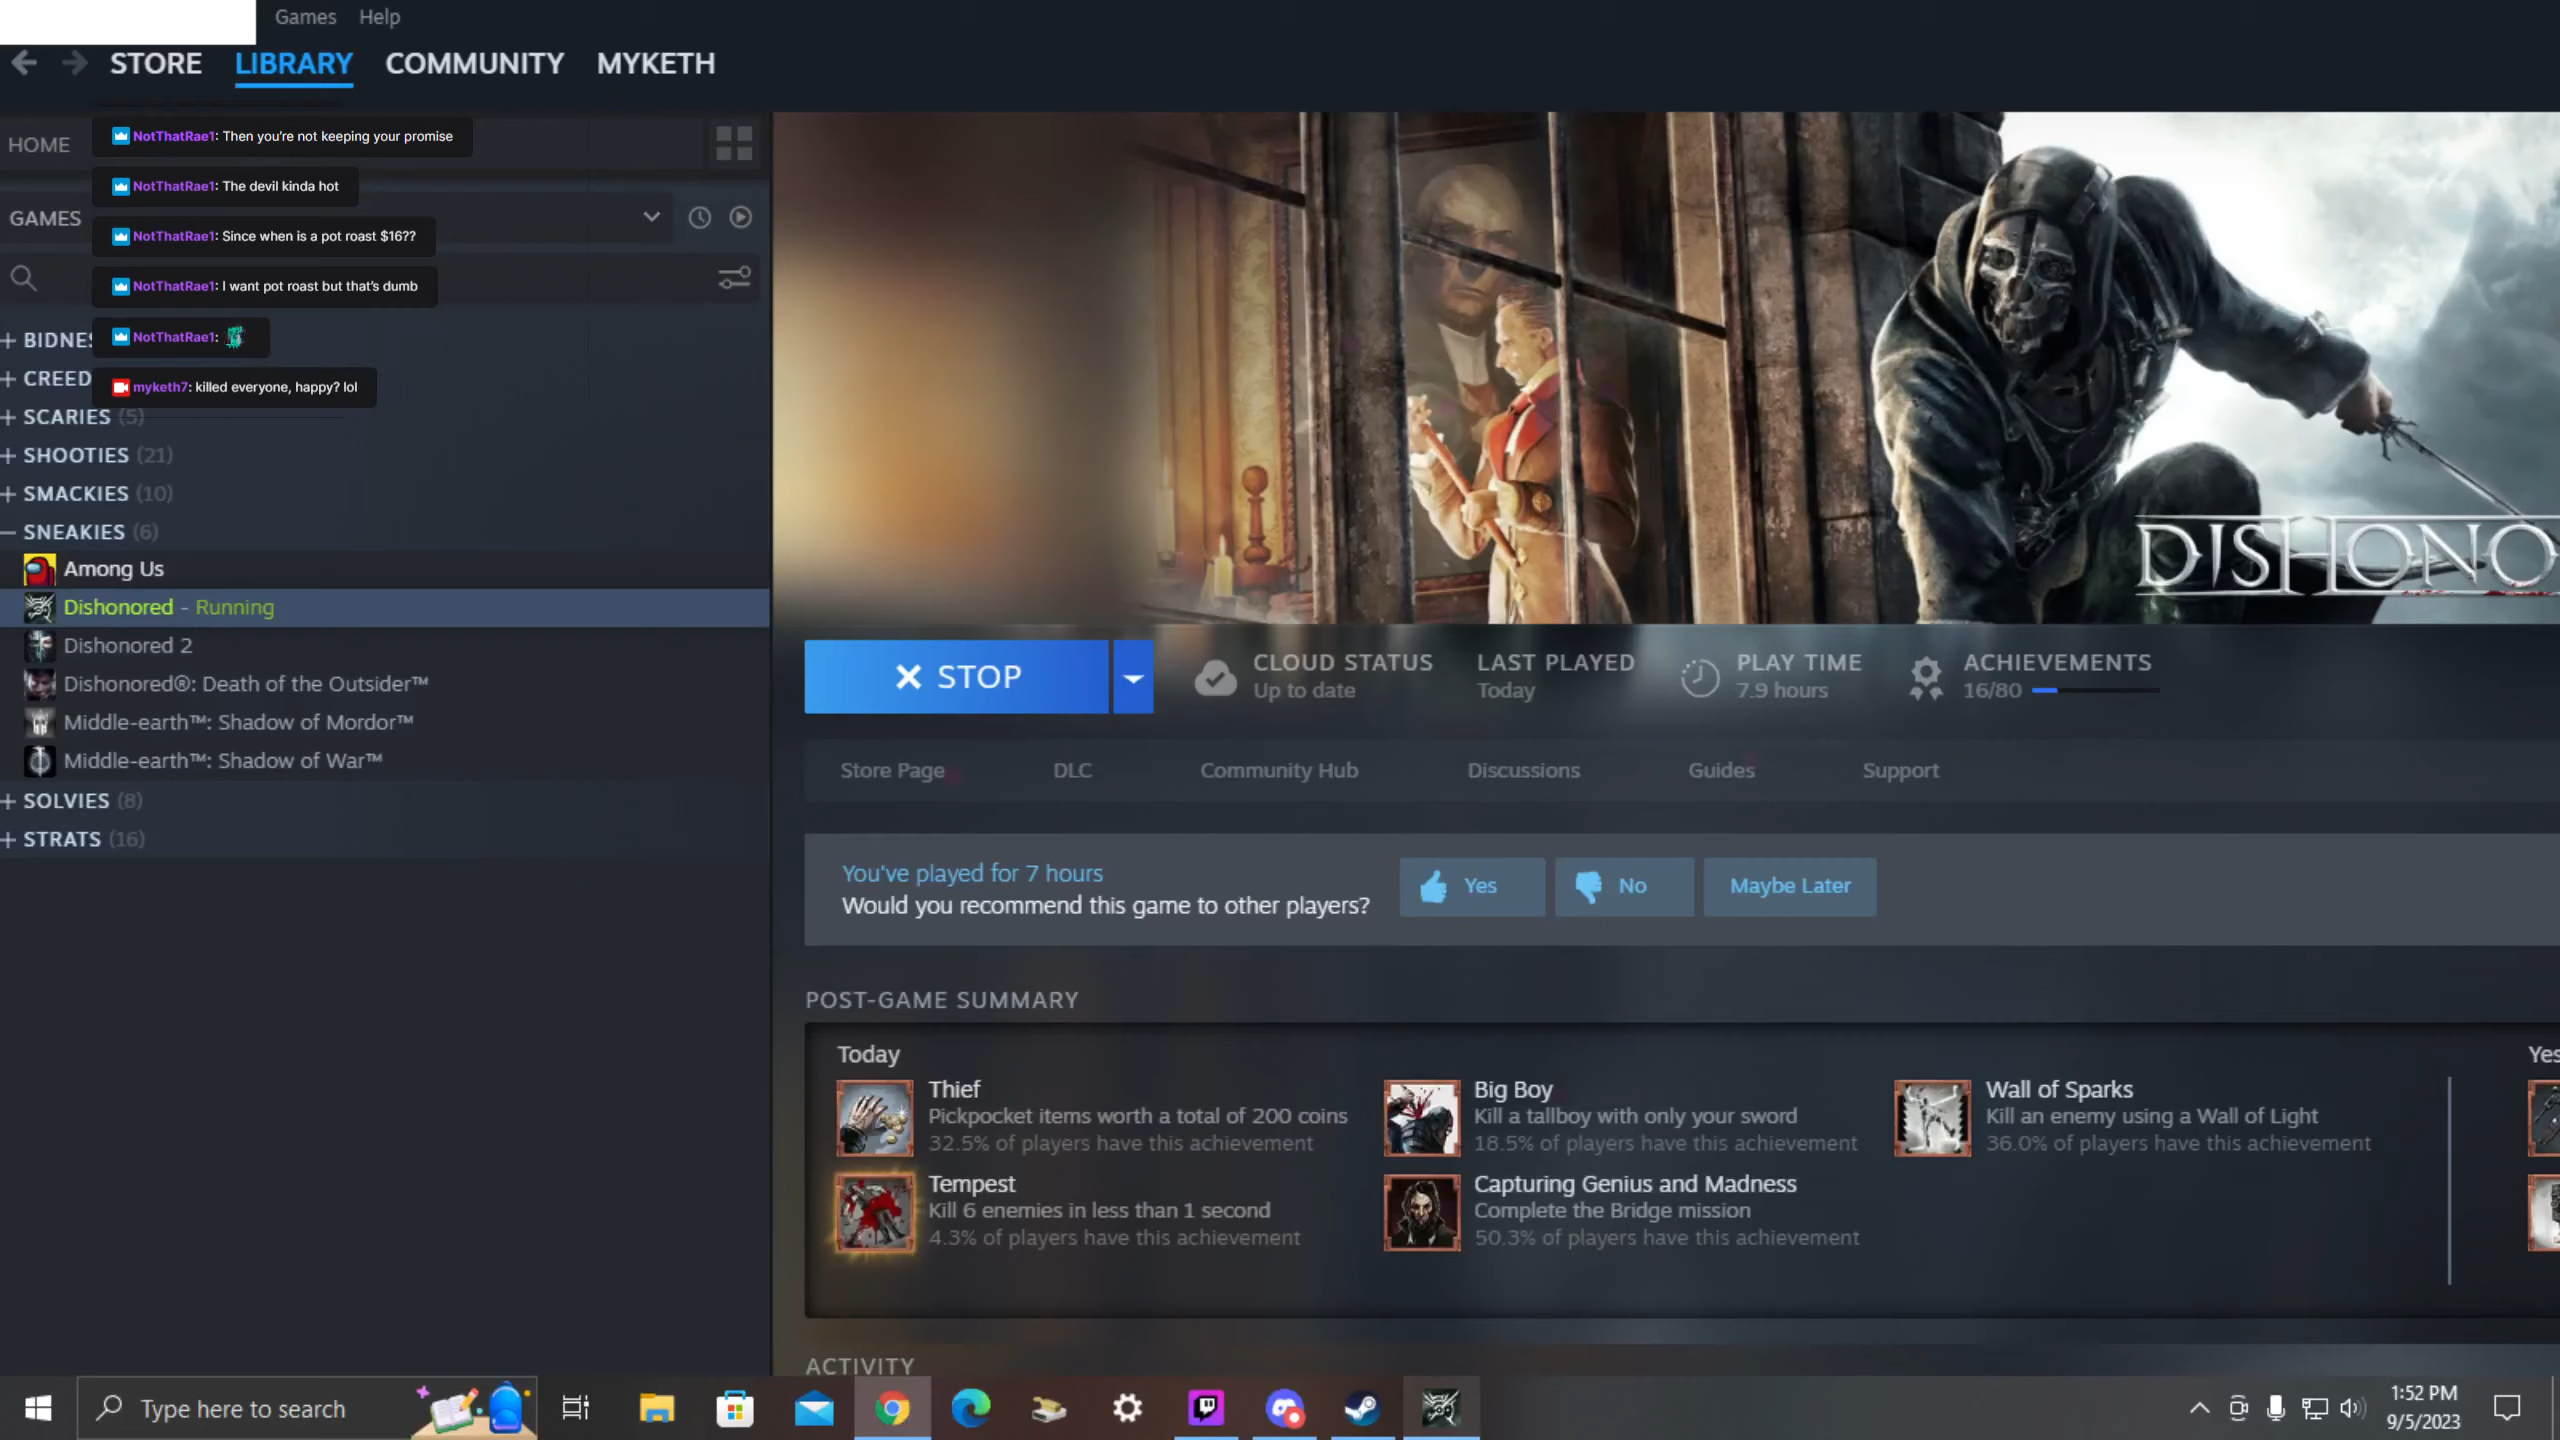 Games Help
STORE LIBRARY COMMUNITY MYKETH
HOME
NotThatRae1: Then you're not keeping your promise
NotThatRae1: The devil kinda hot
GAMES
NotThatRae1: Since when is a pot roast $16??
NotThatRae1: I want pot roast but that's dumb
NotThatRae1:
myketh7: killed everyone, happy? lol
CREED
SCARIES (5)
SHOOTIES (21)
SMACKIES (10)
SNEAKIES (6)
Among Us
Dishonored - Running
Dishonored 2
Dishonored®: Death of the Outsider™
Middle-earth™: Shadow of Mordor™
Middle-earth™: Shadow of War™
SOLVIES (8)
STRATS (16)
DISHONO
STOP
CLOUD STATUS
Up to date
LAST PLAYED
Today
PLAY TIME
7.9 hours
ACHIEVEMENTS
16/80
Store Page DLC Community Hub Discussions Guides Support
You've played for 7 hours
Would you recommend this game to other players?
Yes No Maybe Later
POST-GAME SUMMARY
Today
Thief
Pickpocket items worth a total of 200 coins
32.5% of players have this achievement
Big Boy
Kill a tallboy with only your sword
18.5% of players have this achievement
Wall of Sparks
Kill an enemy using a Wall of Light
36.0% of players have this achievement
Yes
Tempest
Kill 6 enemies in less than 1 second
4.3% of players have this achievement
Capturing Genius and Madness
Complete the Bridge mission
50.3% of players have this achievement
ACTIVITY
Type here to search
1:52 PM
9/5/2023